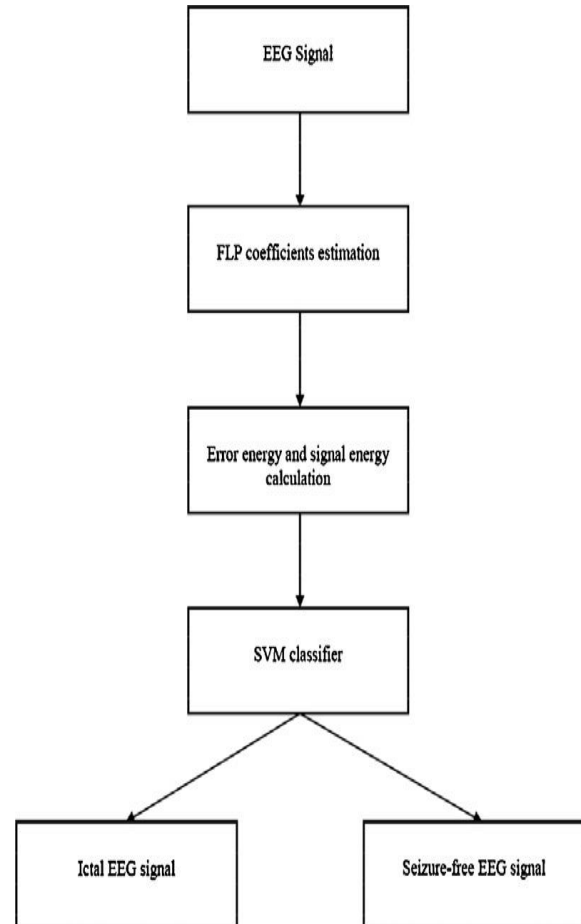 EEG Signal
FLP coefficients estimation
Error energy and signal energy
calculation
SVM classifier
Ictal EEG signal
Seizure-free EEG signal